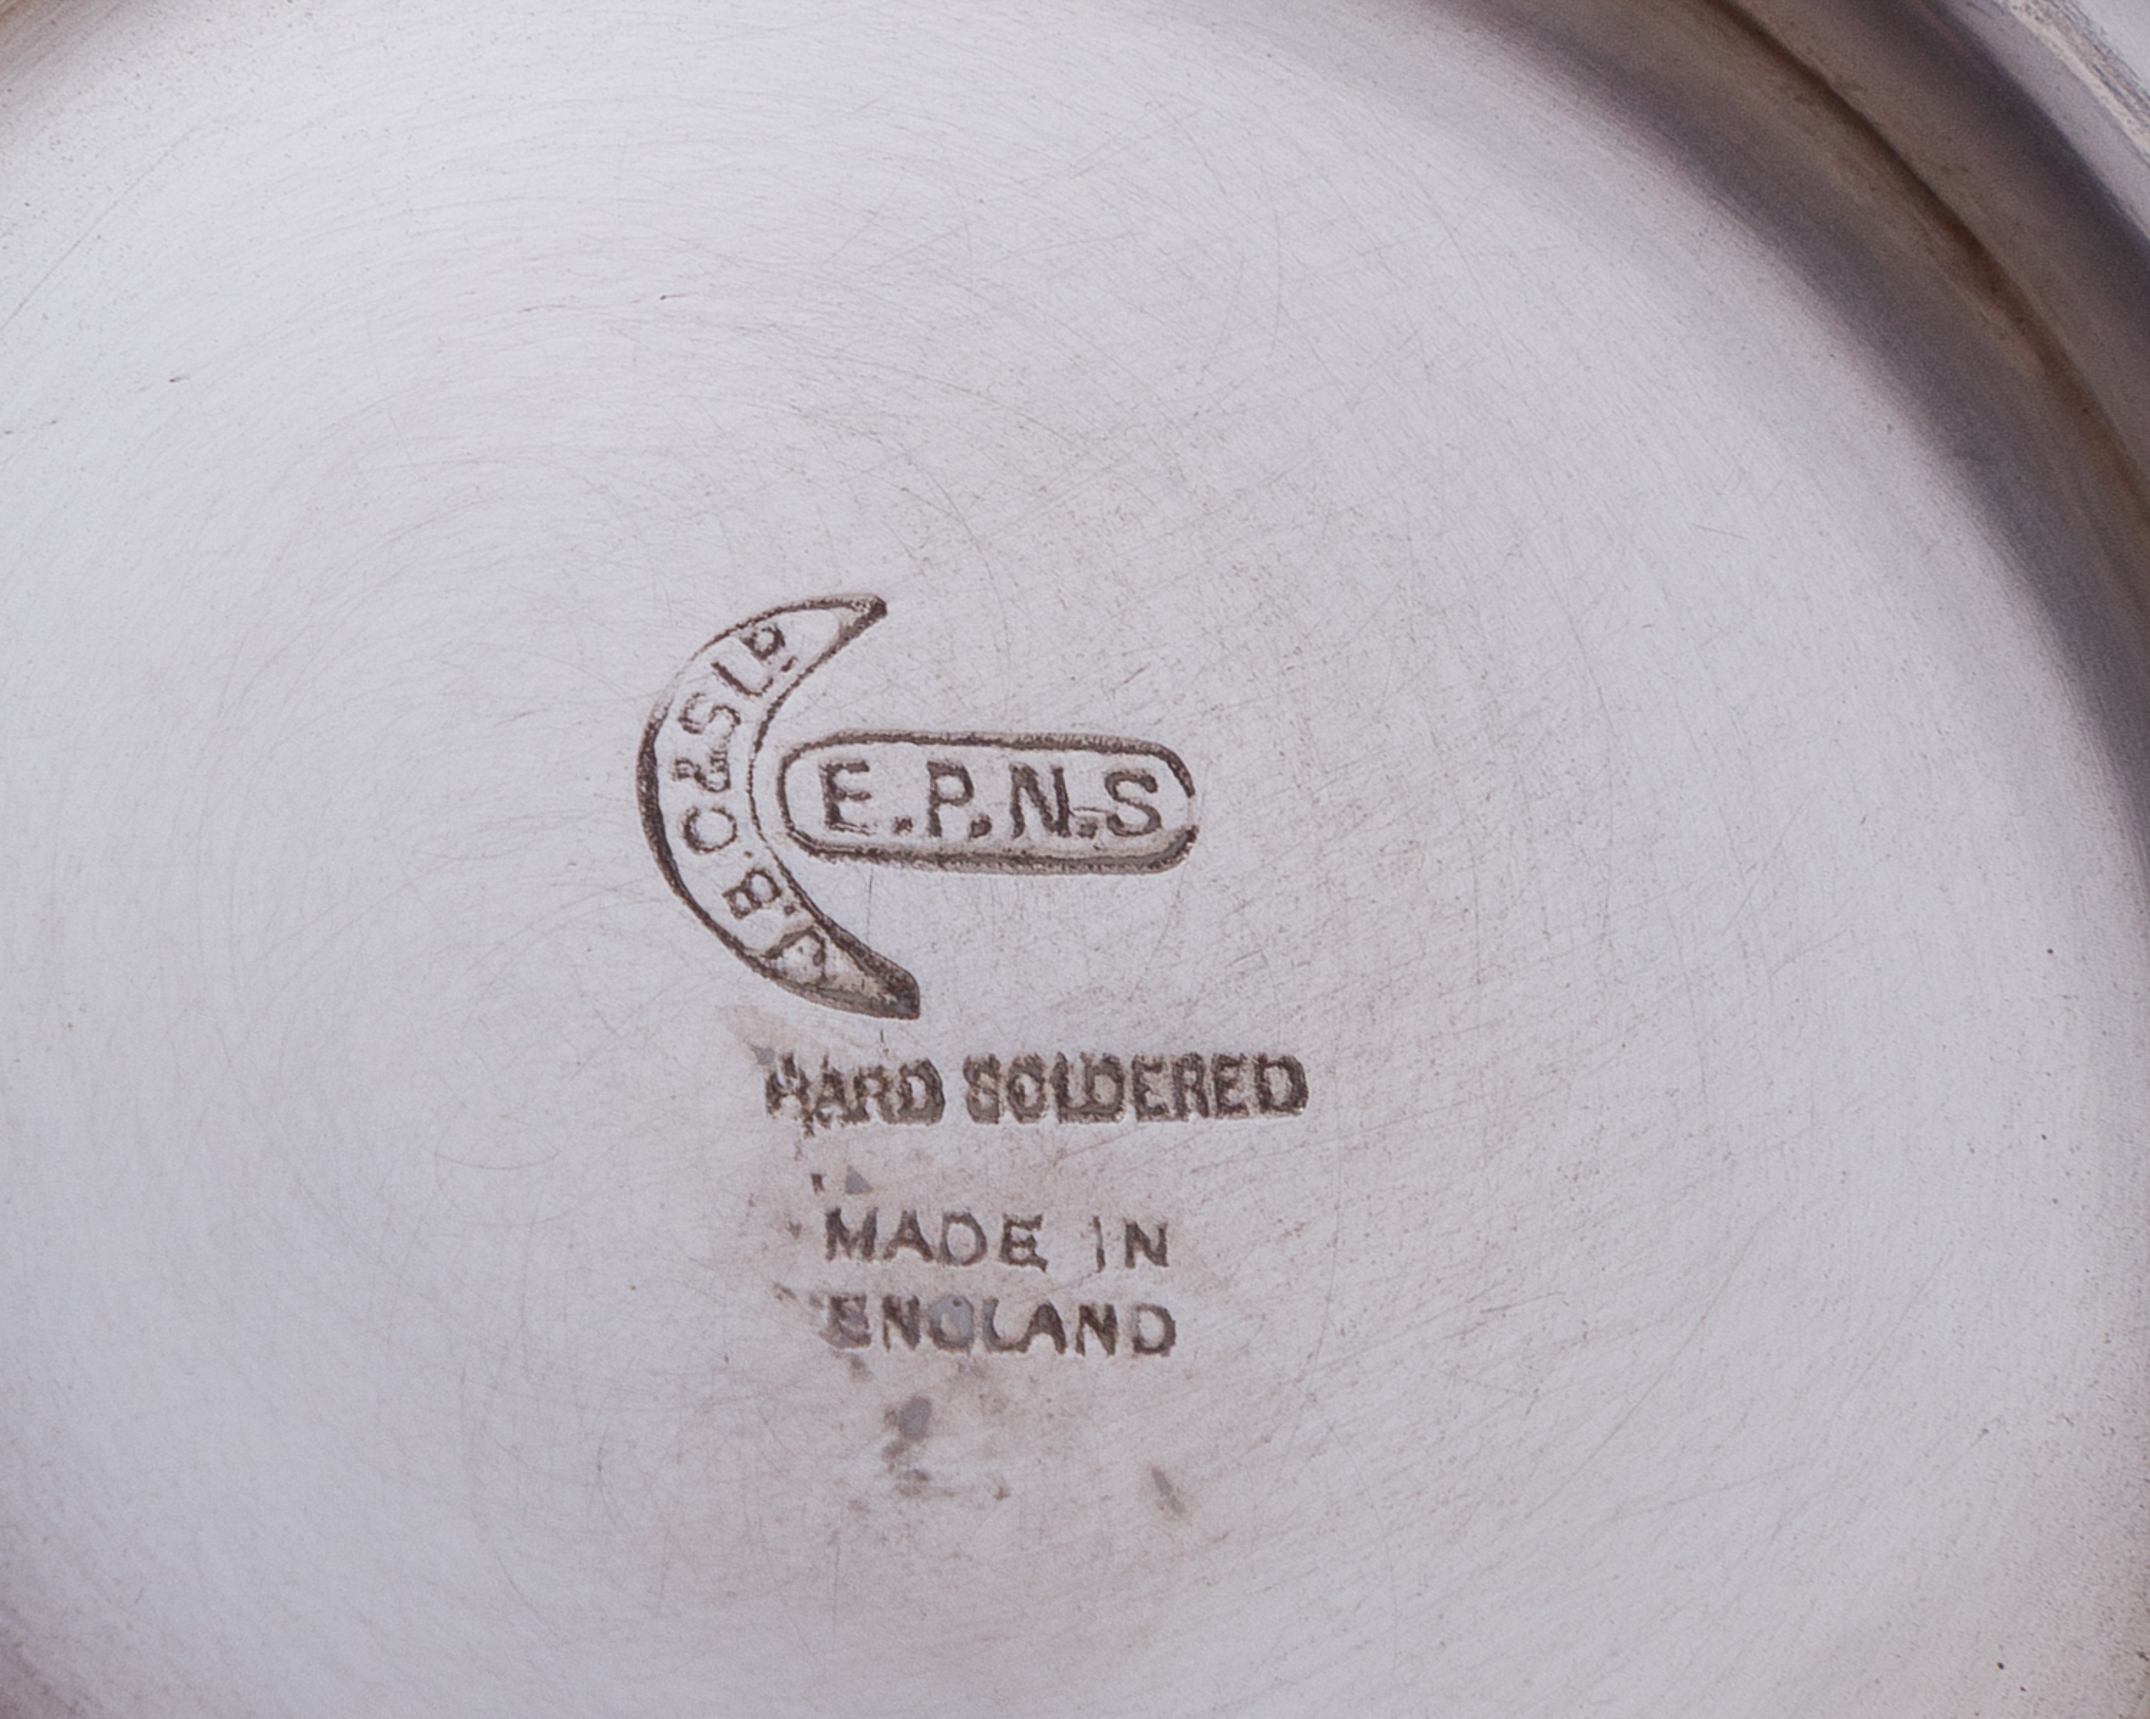 J.B.C&S Ld
E.P.N.S
HARD SOLDERED
MADE IN
ENGLAND